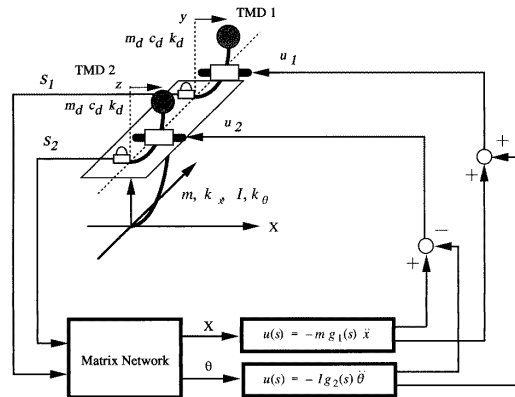 y TMD 1
m_d c_d k_d
u_1
S_1
TMD 2 z
m_d c_d k_d
u_2
S_2
+
+
m, k_x, I, k_θ
X
−
+
Matrix Network
X
u(s) = −m g_1(s) ẍ
θ
u(s) = −I g_2(s) θ̈